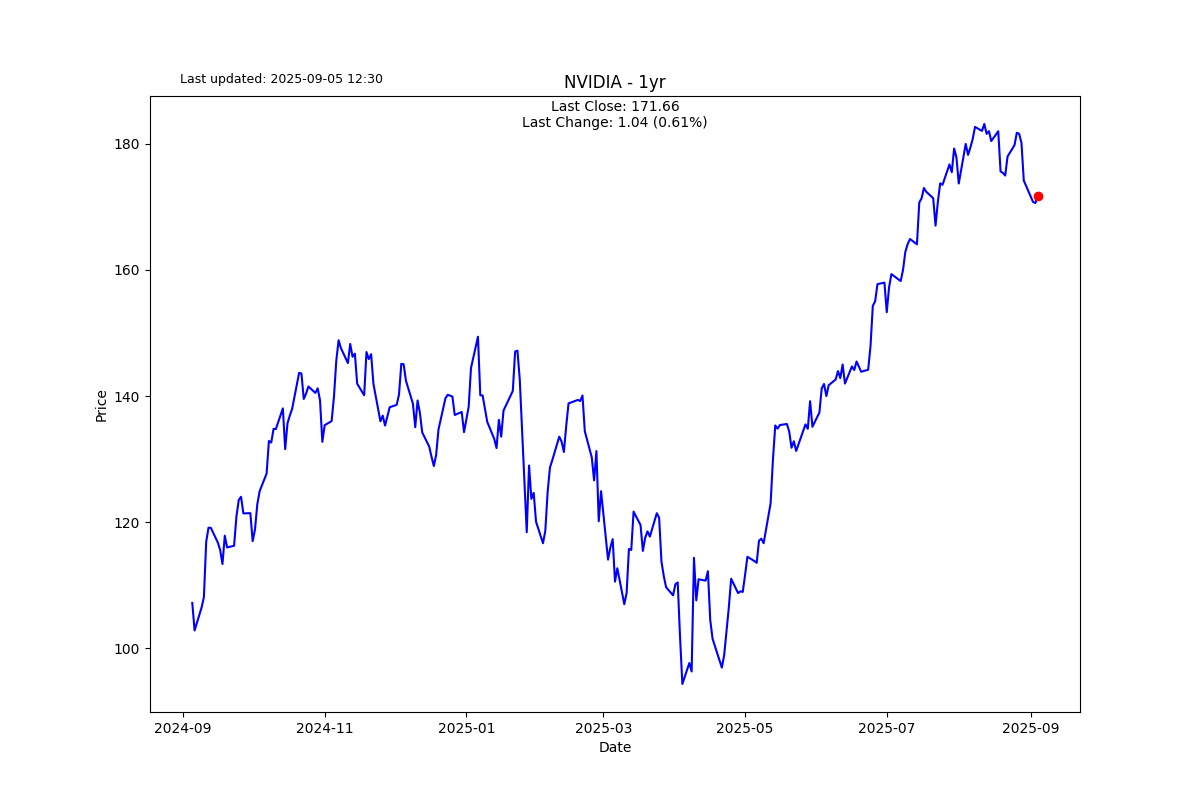 Last updated: 2025-09-05 12:30
NVIDIA - 1yr
Last Close: 171.66
Last Change: 1.04 (0.61%)
Price
180
160
140
120
100
2024-09
2024-11
2025-01
2025-03
2025-05
2025-07
2025-09
Date